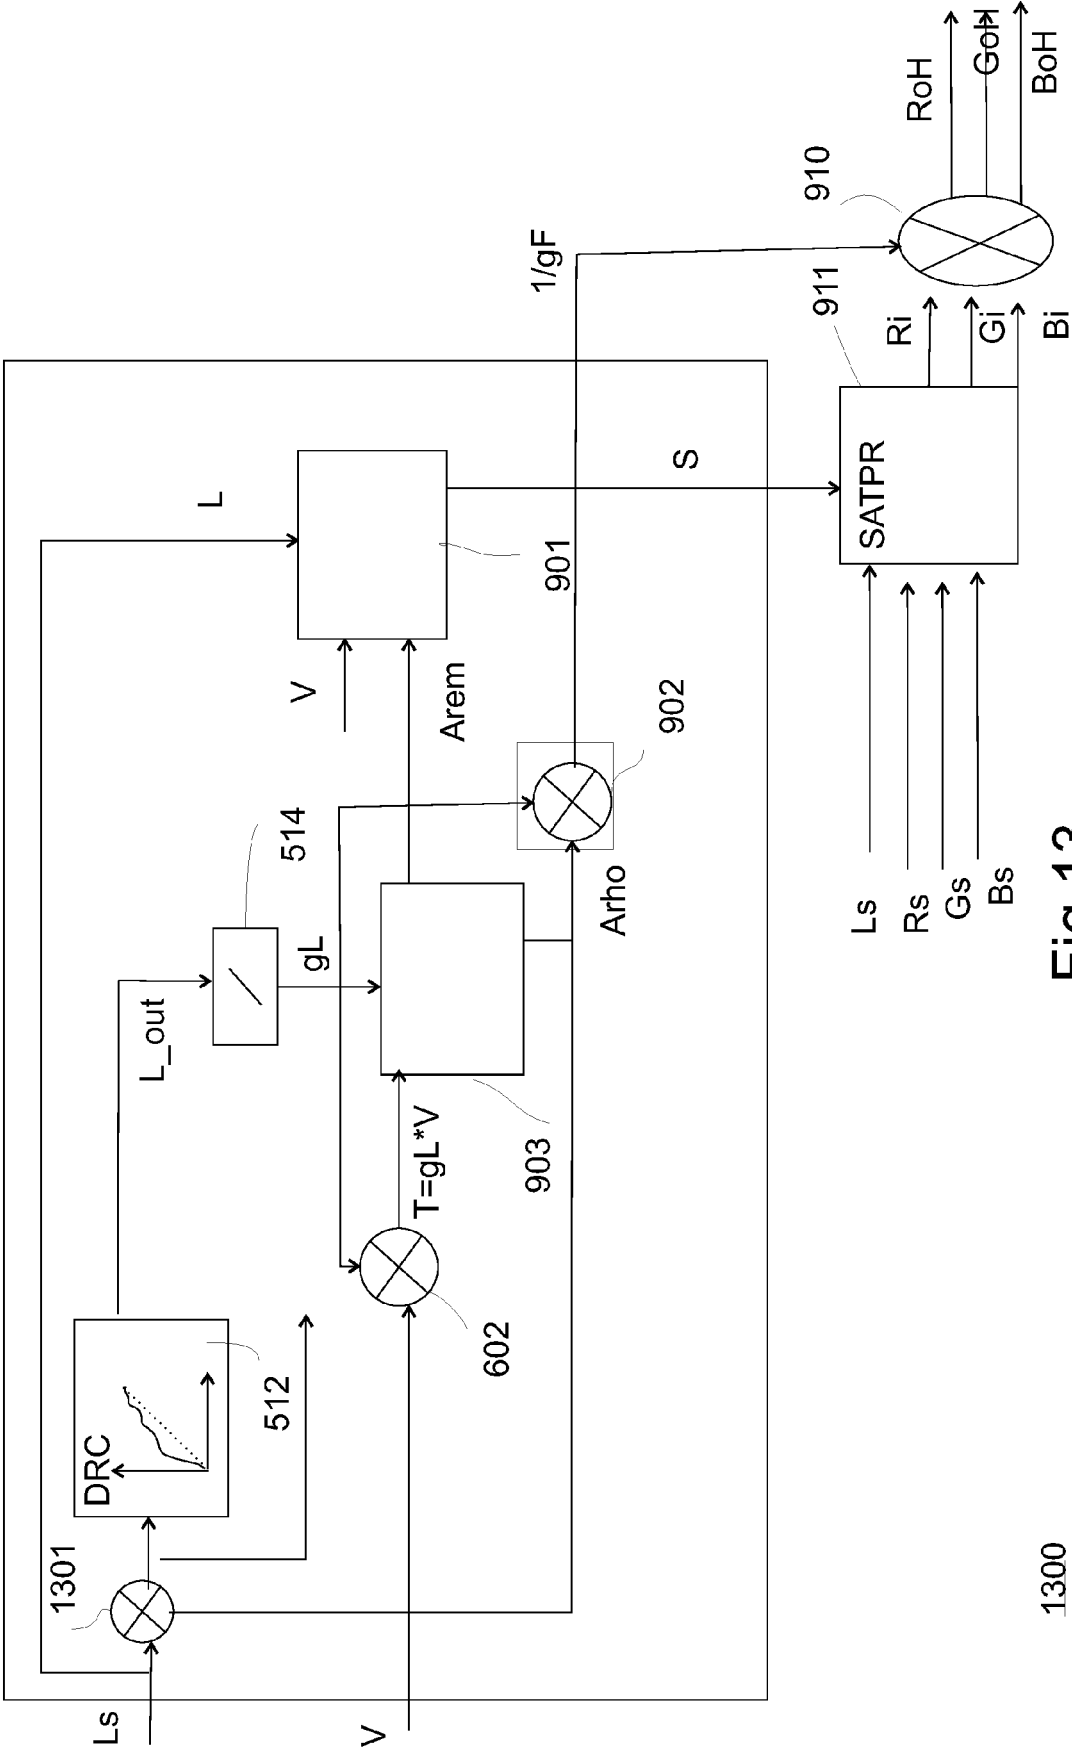 Ls
V
1301
DRC
512
L_out
514
gL
602
T=gL*V
903
Arho
902
V
Arem
L
901
S
1/gF
Ls
Rs
Gs
Bs
SATPR
911
Ri
Gi
Bi
910
RoH
GoH
BoH
1300